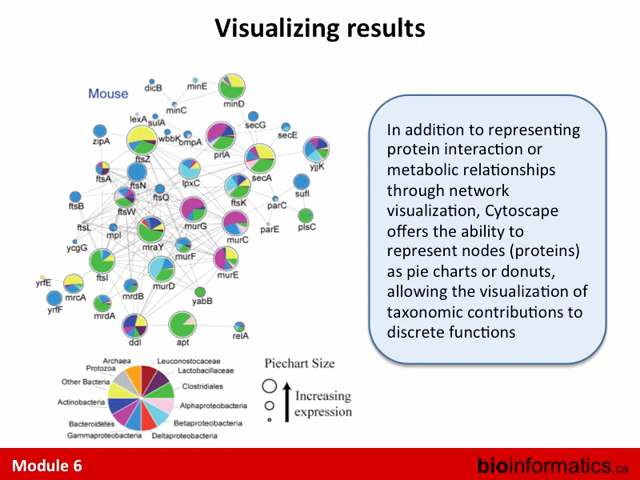 Visualizing results
Mouse
dicB
minE
minD
lexA
sulA
minC
secG
secE
zipA
wbbK
ompA
ftsZ
prlA
secA
yjjK
ftsA
ftsN
lpxC
ftsQ
ftsK
sufI
ftsB
ftsW
parC
murG
plsC
ftsL
mpl
murC
parE
mraY
ycgG
murF
ftsI
murD
murE
yrfE
mrcA
mrdB
yrfF
mrdA
yabB
ddl
apt
relA
Archaea
Leuconostocaceae
Protozoa
Lactobacillaceae
Other Bacteria
Clostridiales
Actinobacteria
Alphaproteobacteria
Bacteroidetes
Betaproteobacteria
Gammaproteobacteria
Deltaproteobacteria
Piechart Size
Increasing
expression
In addition to representing
protein interaction or
metabolic relationships
through network
visualization, Cytoscape
offers the ability to
represent nodes (proteins)
as pie charts or donuts,
allowing the visualization of
taxonomic contributions to
discrete functions
Module 6
bioinformatics.ca